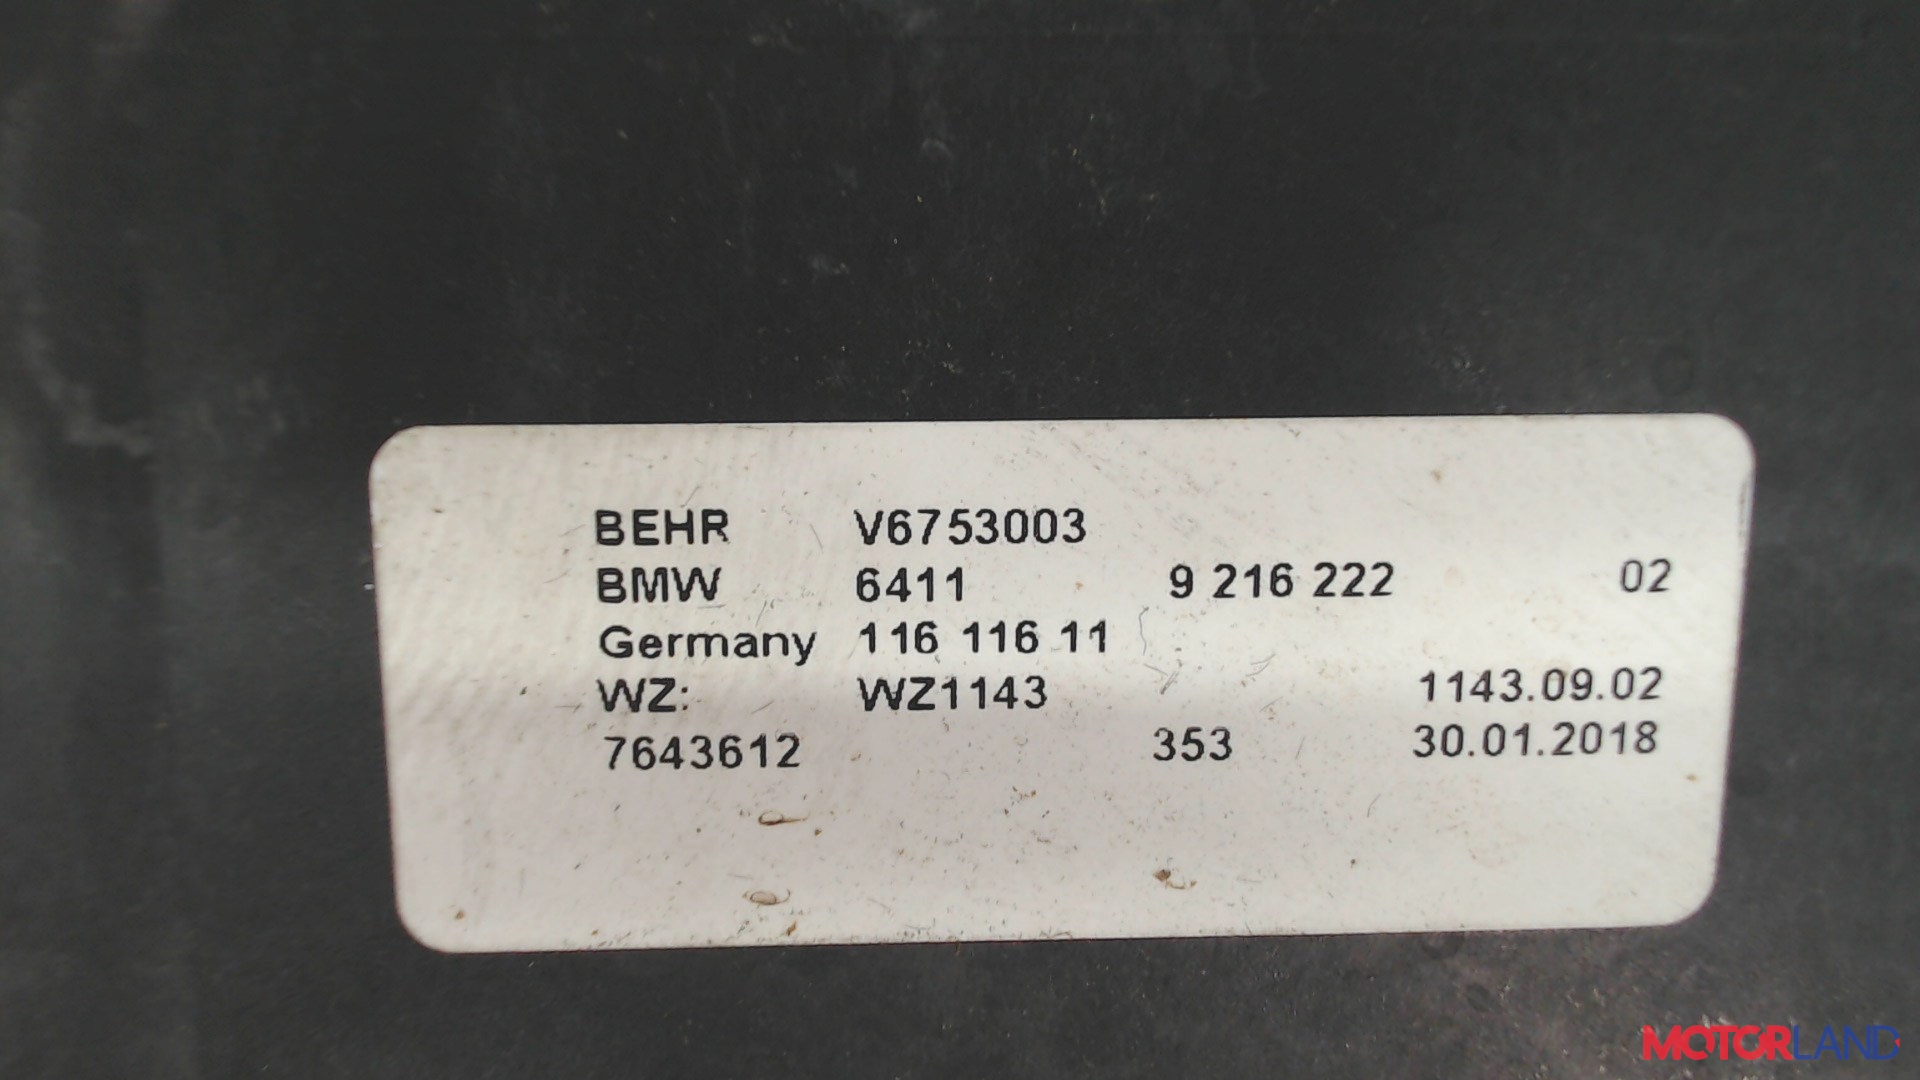 BEHR V6753003
BMW 6411 9 216 222 02
Germany 116 116 11
WZ: WZ1143 1143.09.02
7643612 353 30.01.2018
MOTORLAND